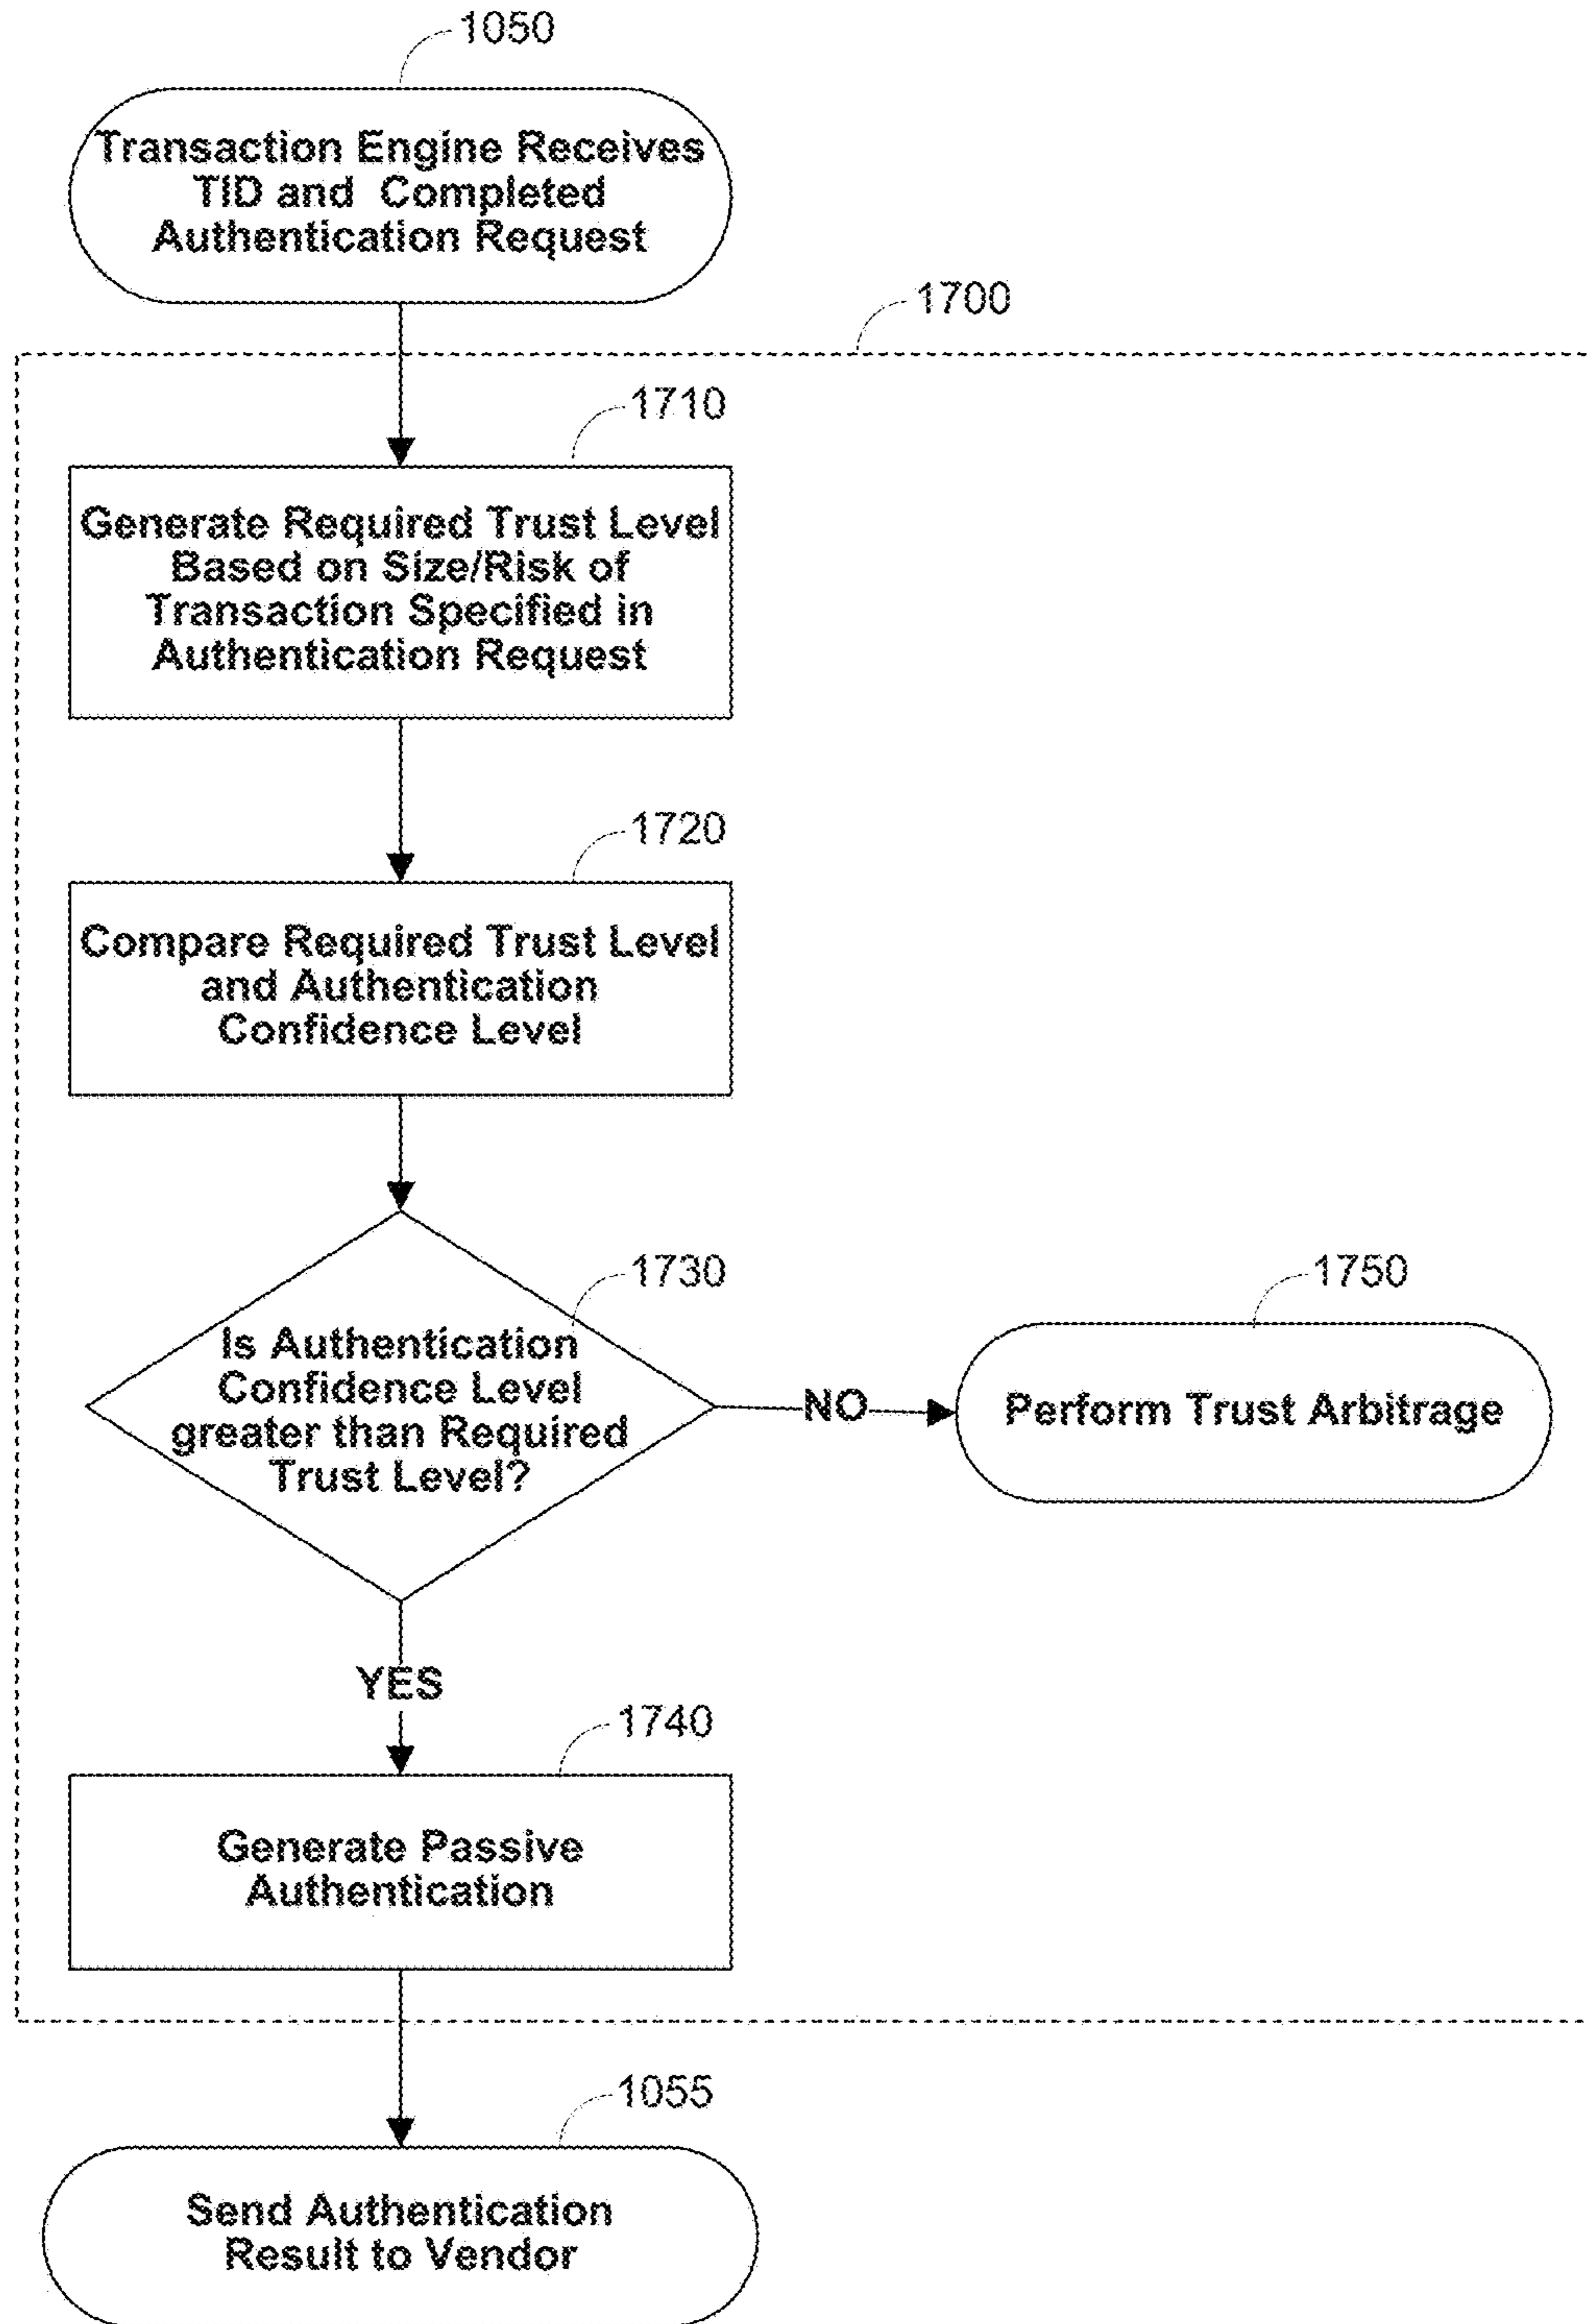 1050
Transaction Engine Receives
TID and Completed
Authentication Request
1700
1710
Generate Required Trust Level
Based on Size/Risk of
Transaction Specified in
Authentication Request
1720
Compare Required Trust Level
and Authentication
Confidence Level
1730
Is Authentication
Confidence Level
greater than Required
Trust Level?
NO
1750
Perform Trust Arbitrage
YES
1740
Generate Passive
Authentication
1055
Send Authentication
Result to Vendor